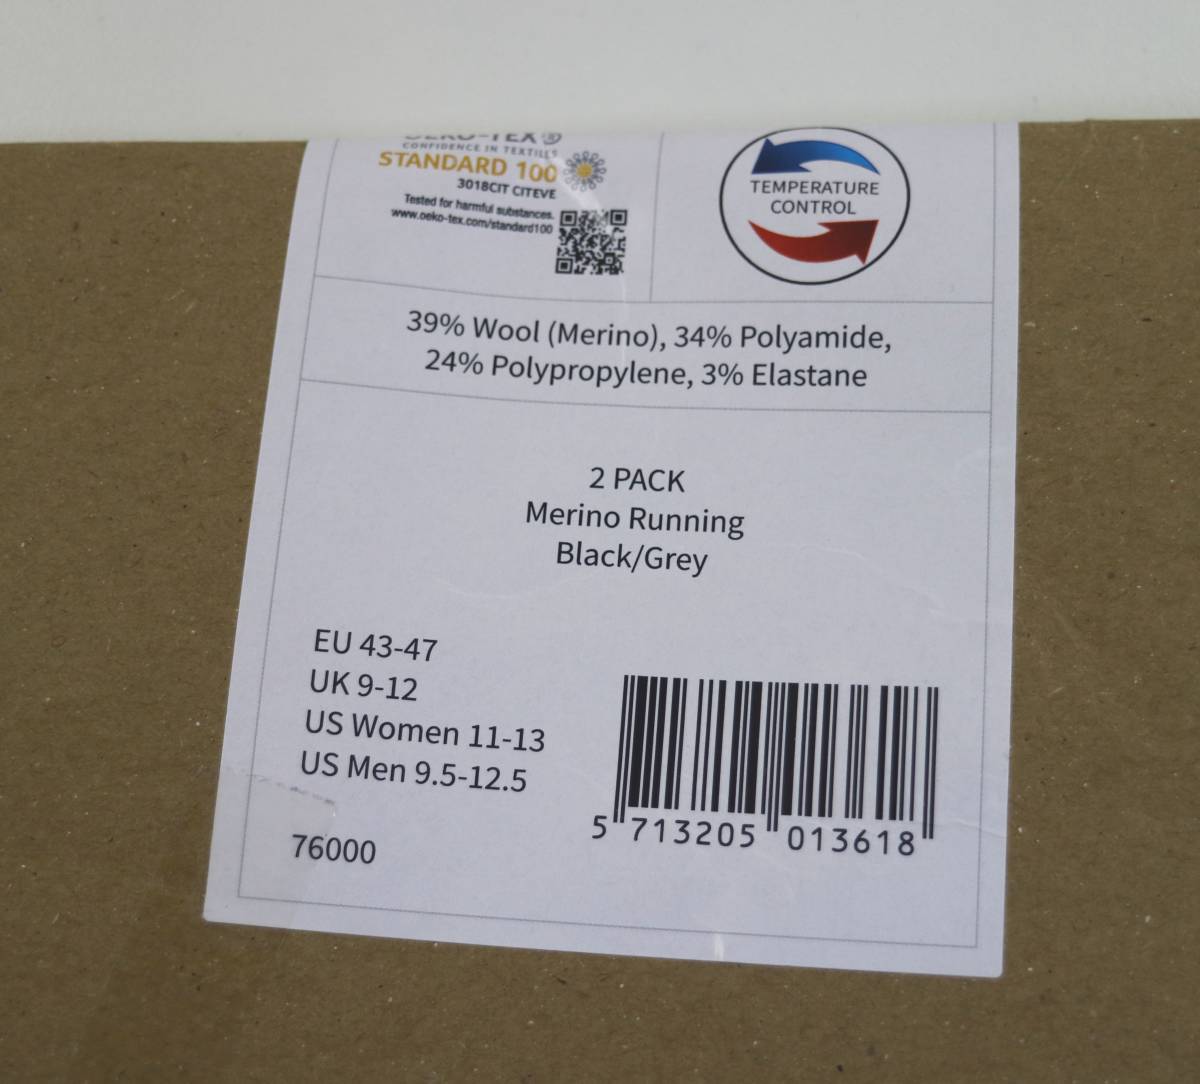 OEKO-TEX®
CONFIDENCE IN TEXTILES
STANDARD 100
3018CIT CITEVE
Tested for harmful substances.
www.oeko-tex.com/standard100
TEMPERATURE
CONTROL
39% Wool (Merino), 34% Polyamide,
24% Polypropylene, 3% Elastane
2 PACK
Merino Running
Black/Grey
EU 43-47
UK 9-12
US Women 11-13
US Men 9.5-12.5
76000
5 713205 013618